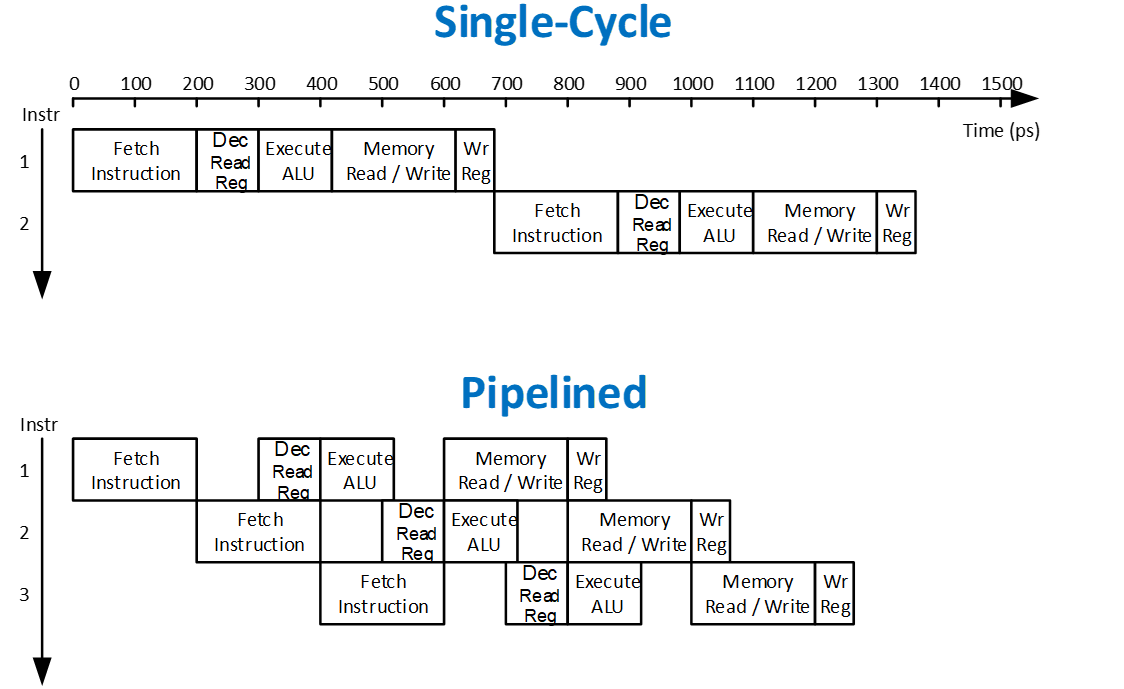 Single-Cycle
0 100 200 300 400 500 600 700 800 900 1000 1100 1200 1300 1400 1500
Instr
Time (ps)
1
Fetch
Instruction
Dec
Read
Reg
Execute
ALU
Memory
Read / Write
Wr
Reg
2
Fetch
Instruction
Dec
Read
Reg
Execute
ALU
Memory
Read / Write
Wr
Reg
Pipelined
Instr
1
Fetch
Instruction
Dec
Read
Reg
Execute
ALU
Memory
Read / Write
Wr
Reg
2
Fetch
Instruction
Dec
Read
Reg
Execute
ALU
Memory
Read / Write
Wr
Reg
3
Fetch
Instruction
Dec
Read
Reg
Execute
ALU
Memory
Read / Write
Wr
Reg